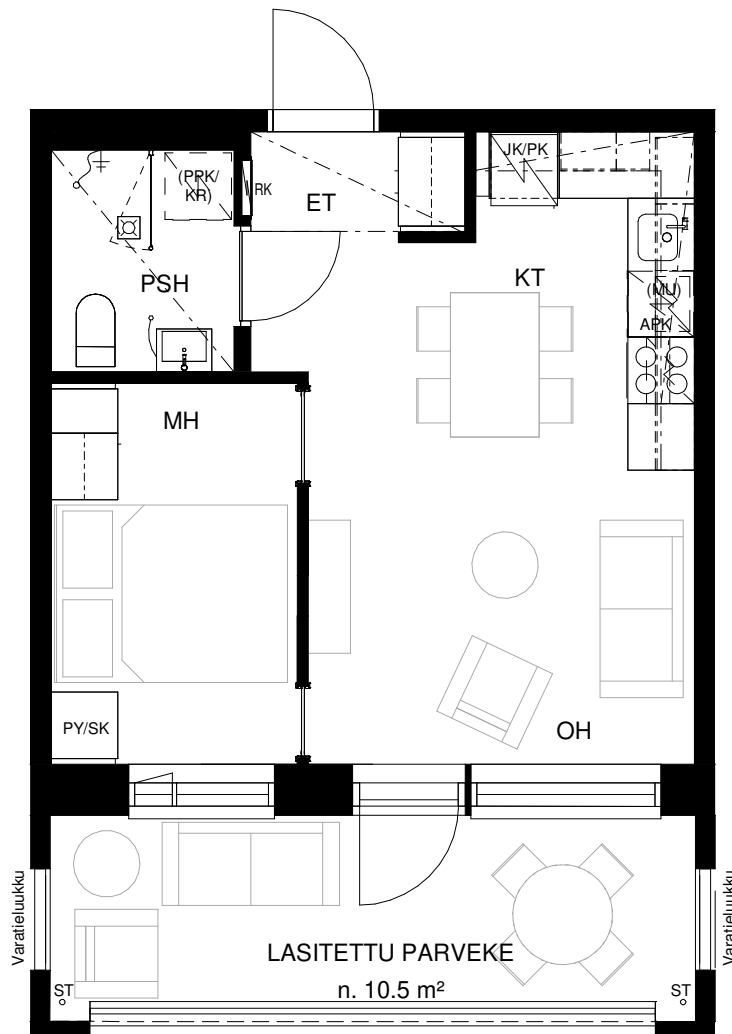 JK/PK
(PPK/
KR)
RK
ET
PSH
KT
(MU)
APK
MH
PY/SK
OH
Varatieluukku
Varatieluukku
LASITETTU PARVEKE
n. 10.5 m²
ST
ST